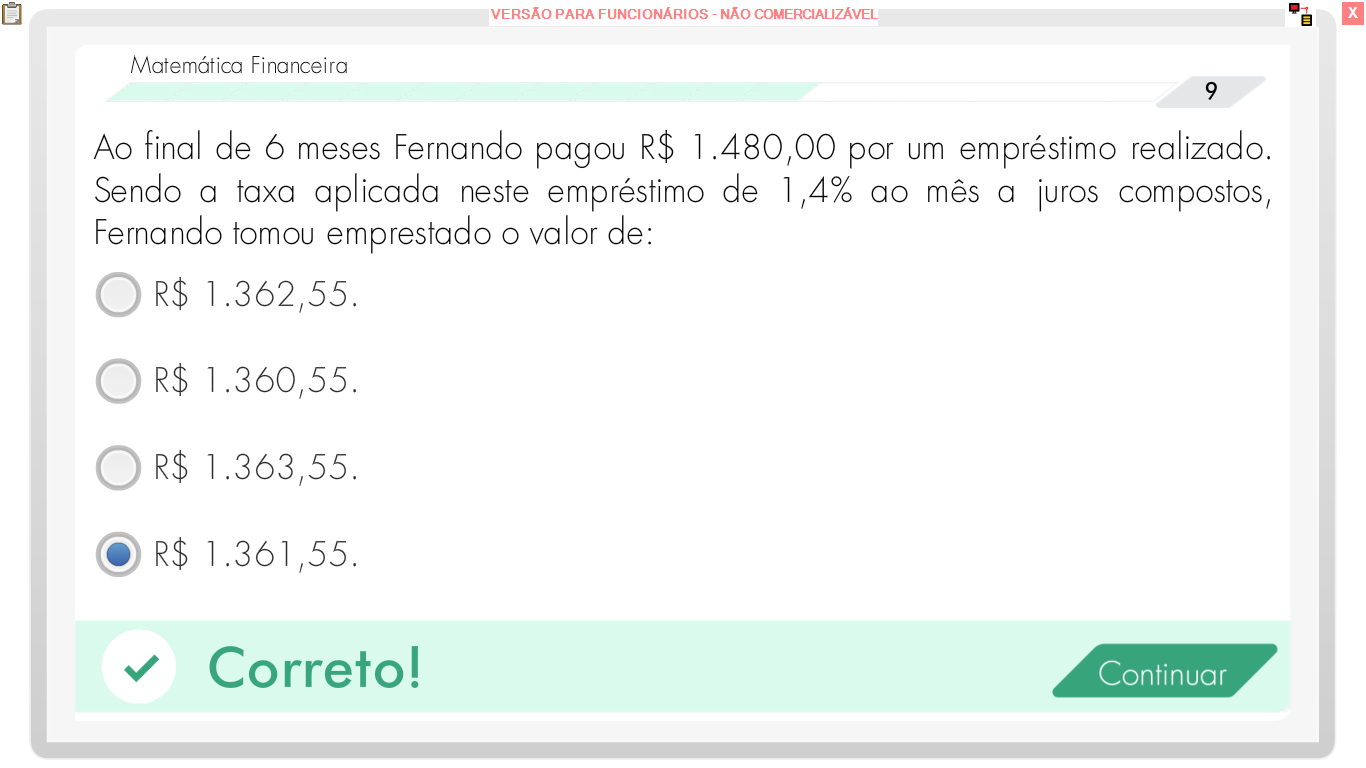 VERSÃO PARA FUNCIONÁRIOS - NÃO COMERCIALIZÁVEL
X
Matemática Financeira
9
Ao final de 6 meses Fernando pagou R$ 1.480,00 por um empréstimo realizado.
Sendo a taxa aplicada neste empréstimo de 1,4% ao mês a juros compostos,
Fernando tomou emprestado o valor de:
R$ 1.362,55.
R$ 1.360,55.
R$ 1.363,55.
R$ 1.361,55.
Correto!
Continuar